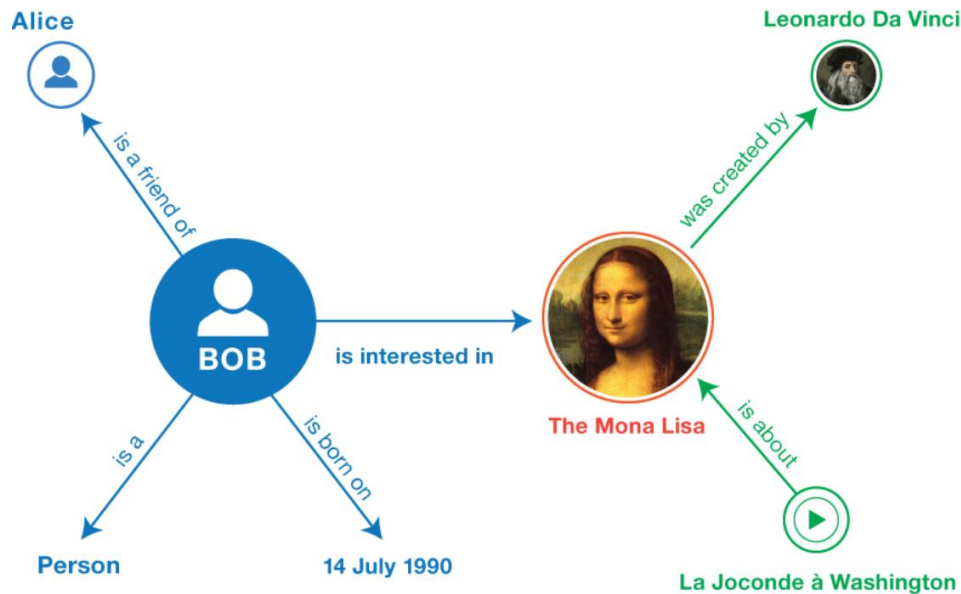 Alice
Leonardo Da Vinci
is a friend of
was created by
BOB
is interested in
The Mona Lisa
is a
is born on
is about
Person
14 July 1990
La Joconde à Washington